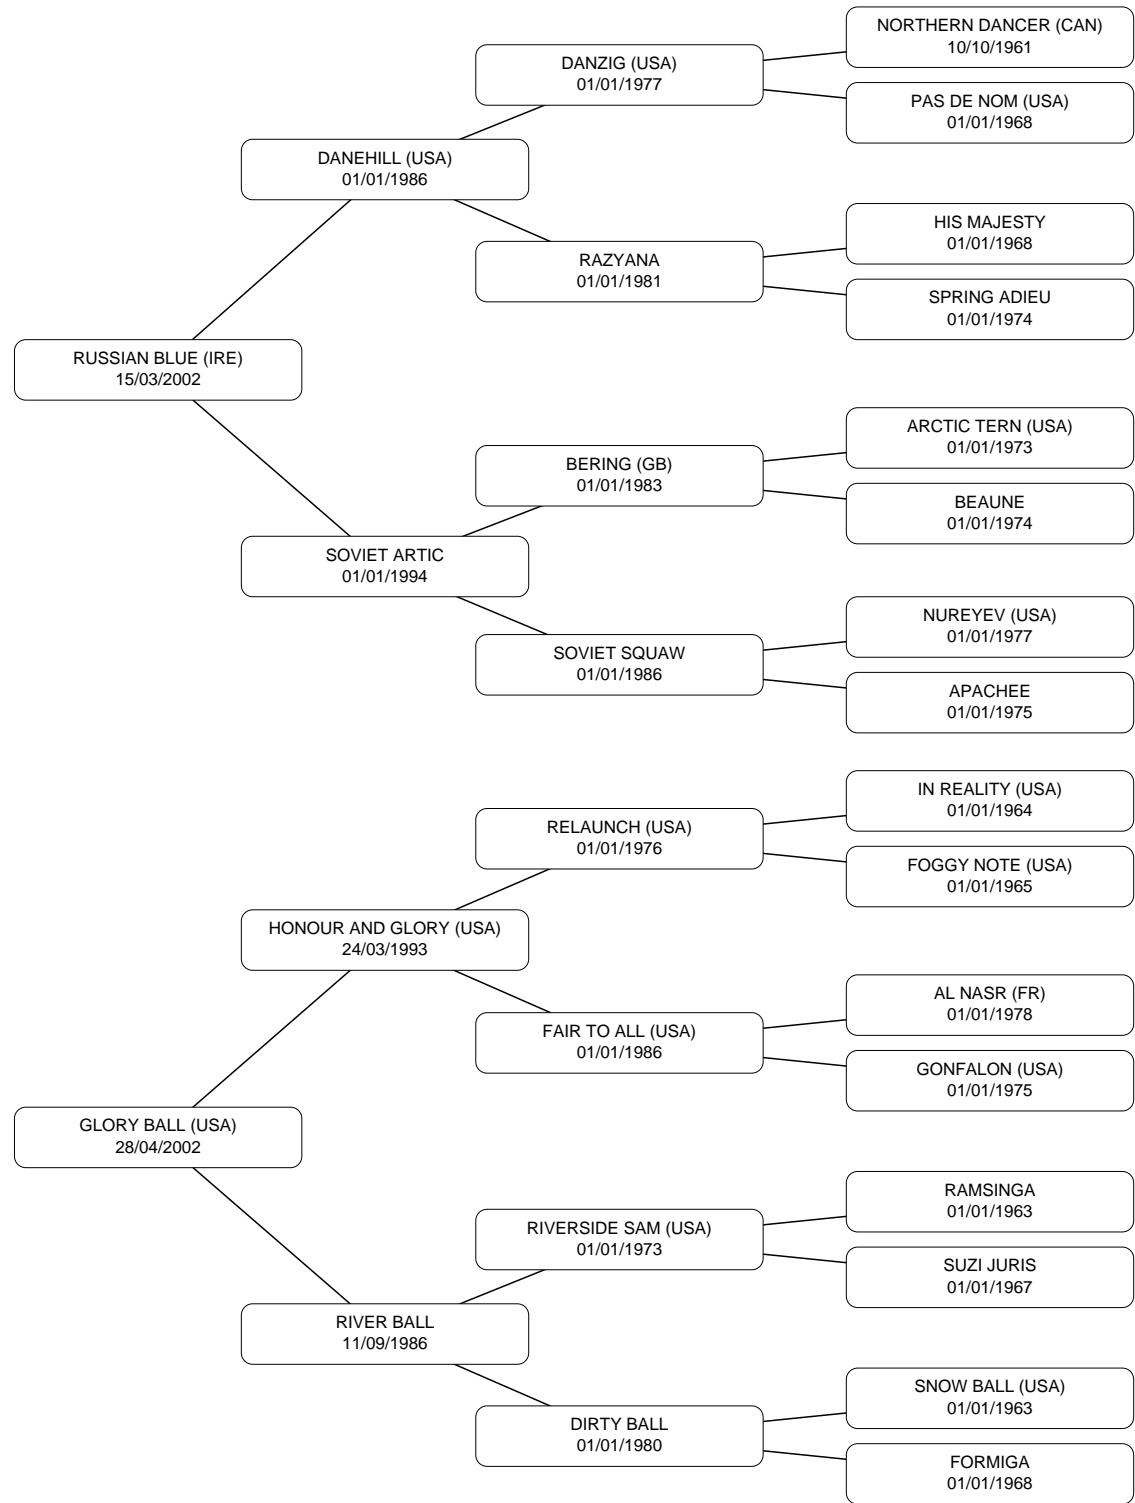 NORTHERN DANCER (CAN)
10/10/1961
DANZIG (USA)
01/01/1977
PAS DE NOM (USA)
01/01/1968
DANEHILL (USA)
01/01/1986
HIS MAJESTY
01/01/1968
RAZYANA
01/01/1981
SPRING ADIEU
01/01/1974
RUSSIAN BLUE (IRE)
15/03/2002
ARCTIC TERN (USA)
01/01/1973
BERING (GB)
01/01/1983
BEAUNE
01/01/1974
SOVIET ARTIC
01/01/1994
NUREYEV (USA)
01/01/1977
SOVIET SQUAW
01/01/1986
APACHEE
01/01/1975
IN REALITY (USA)
01/01/1964
RELAUNCH (USA)
01/01/1976
FOGGY NOTE (USA)
01/01/1965
HONOUR AND GLORY (USA)
24/03/1993
AL NASR (FR)
01/01/1978
FAIR TO ALL (USA)
01/01/1986
GONFALON (USA)
01/01/1975
GLORY BALL (USA)
28/04/2002
RAMSINGA
01/01/1963
RIVERSIDE SAM (USA)
01/01/1973
SUZI JURIS
01/01/1967
RIVER BALL
11/09/1986
SNOW BALL (USA)
01/01/1963
DIRTY BALL
01/01/1980
FORMIGA
01/01/1968